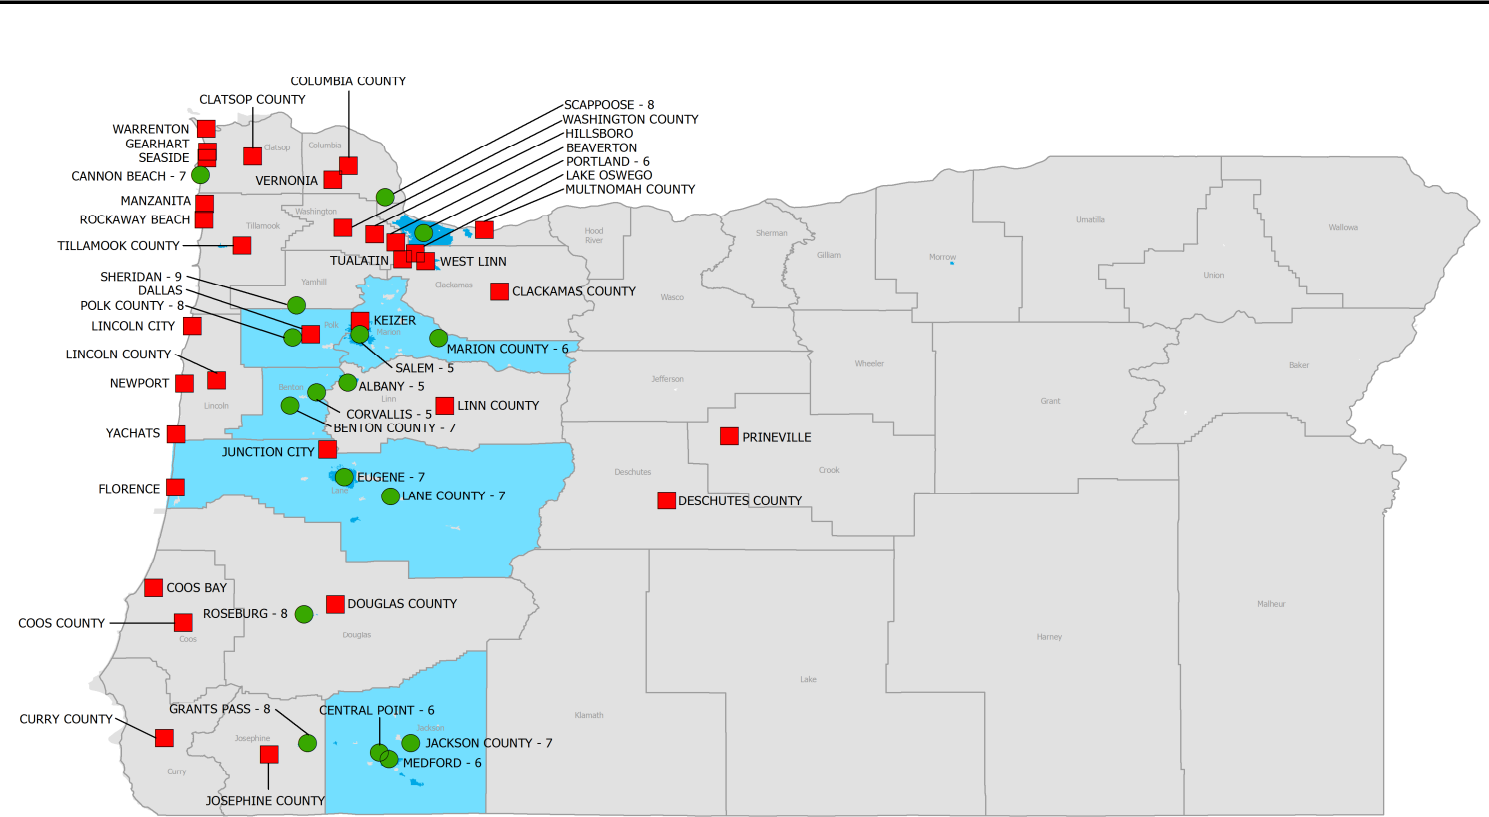 COLUMBIA COUNTY
CLATSOP COUNTY
SCAPPOOSE - 8
WASHINGTON COUNTY
WARRENTON
HILLSBORO
GEARHART
Clatsop
Columbia
BEAVERTON
SEASIDE
PORTLAND - 6
CANNON BEACH - 7
VERNONIA
LAKE OSWEGO
MULTNOMAH COUNTY
MANZANITA
Washington
ROCKAWAY BEACH
Tillamook
Hood
River
Sherman
Umatilla
Wallowa
TILLAMOOK COUNTY
TUALATIN
WEST LINN
Gilliam
Morrow
Union
SHERIDAN - 9
Yamhill
Clackamas
DALLAS
CLACKAMAS COUNTY
Wasco
POLK COUNTY - 8
LINCOLN CITY
Polk
KEIZER
Marion
MARION COUNTY - 6
LINCOLN COUNTY
SALEM - 5
Wheeler
Baker
NEWPORT
Benton
ALBANY - 5
Jefferson
Lincoln
Linn
LINN COUNTY
Grant
CORVALLIS - 5
BENTON COUNTY - 7
YACHATS
PRINEVILLE
JUNCTION CITY
EUGENE - 7
Deschutes
Crook
FLORENCE
Lane
LANE COUNTY - 7
DESCHUTES COUNTY
COOS BAY
DOUGLAS COUNTY
Malheur
ROSEBURG - 8
COOS COUNTY
Coos
Douglas
Harney
Lake
GRANTS PASS - 8
CENTRAL POINT - 6
Klamath
CURRY COUNTY
Josephine
Jackson
JACKSON COUNTY - 7
MEDFORD - 6
Curry
JOSEPHINE COUNTY